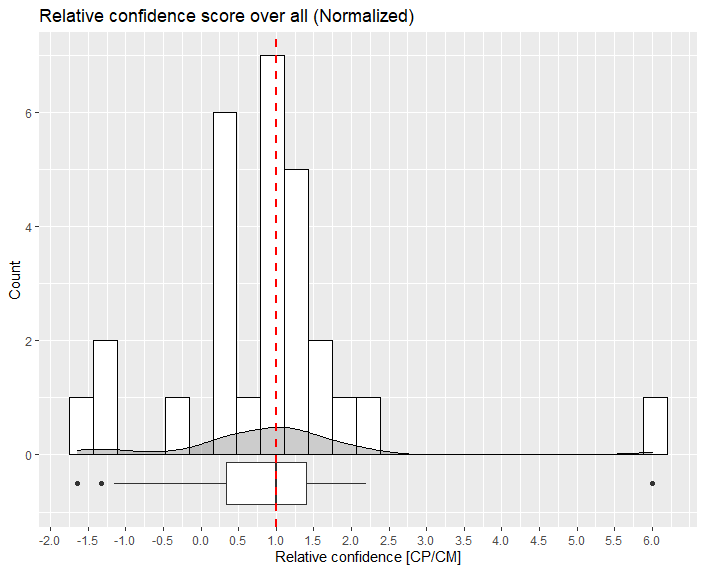 Relative confidence score over all (Normalized)
Count
6
4
2
0
-2.0 -1.5 -1.0 -0.5 0.0 0.5 1.0 1.5 2.0 2.5 3.0 3.5 4.0 4.5 5.0 5.5 6.0
Relative confidence [CP/CM]